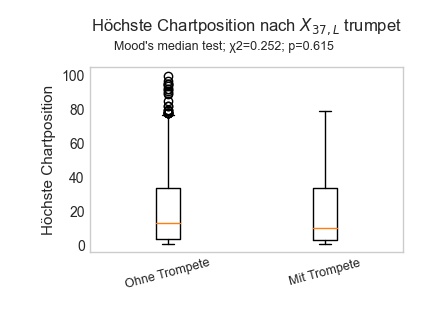 Höchste Chartposition nach X37, L trumpet
Mood's median test; χ2=0.252; p=0.615
Höchste Chartposition
100
80
60
40
20
0
Ohne Trompete
Mit Trompete